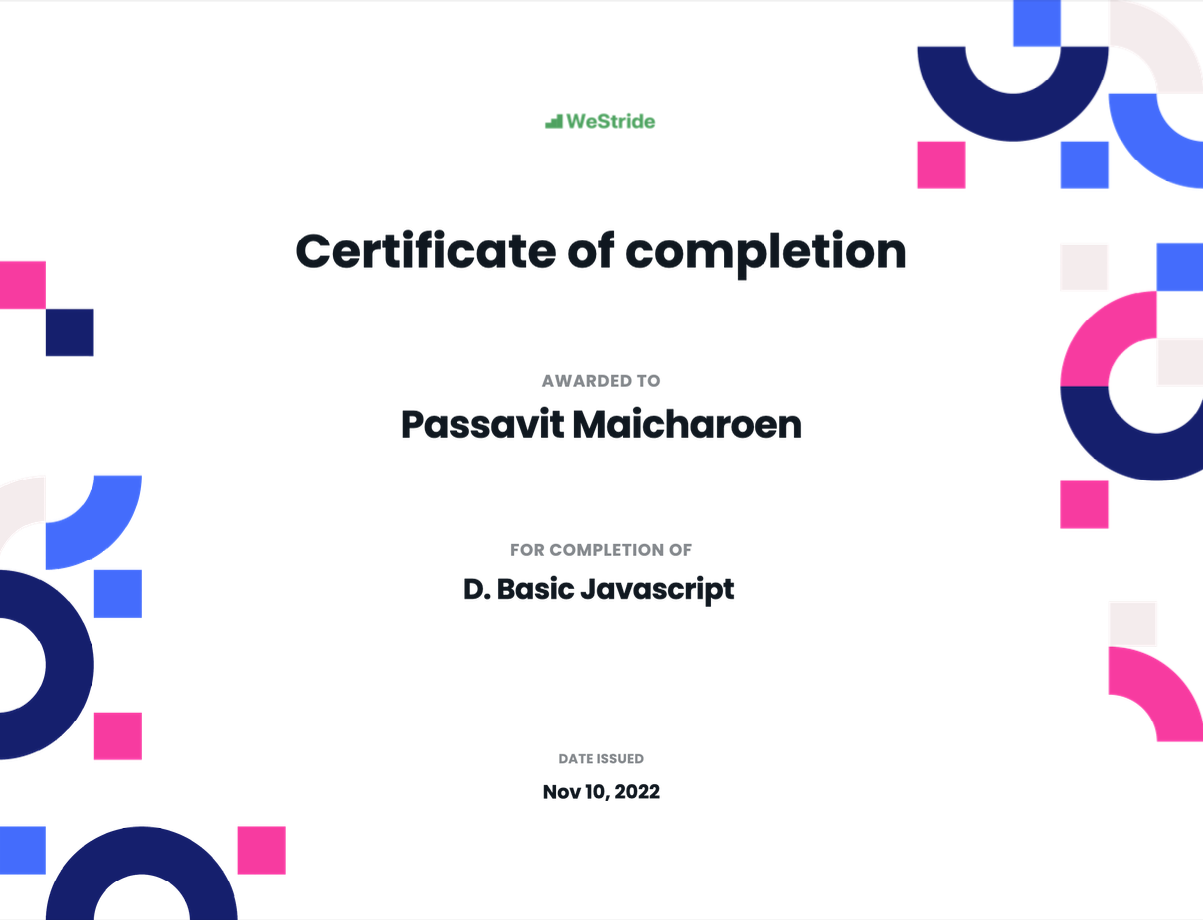 WeStride
Certificate of completion
AWARDED TO
Passavit Maicharoen
FOR COMPLETION OF
D. Basic Javascript
DATE ISSUED
Nov 10, 2022